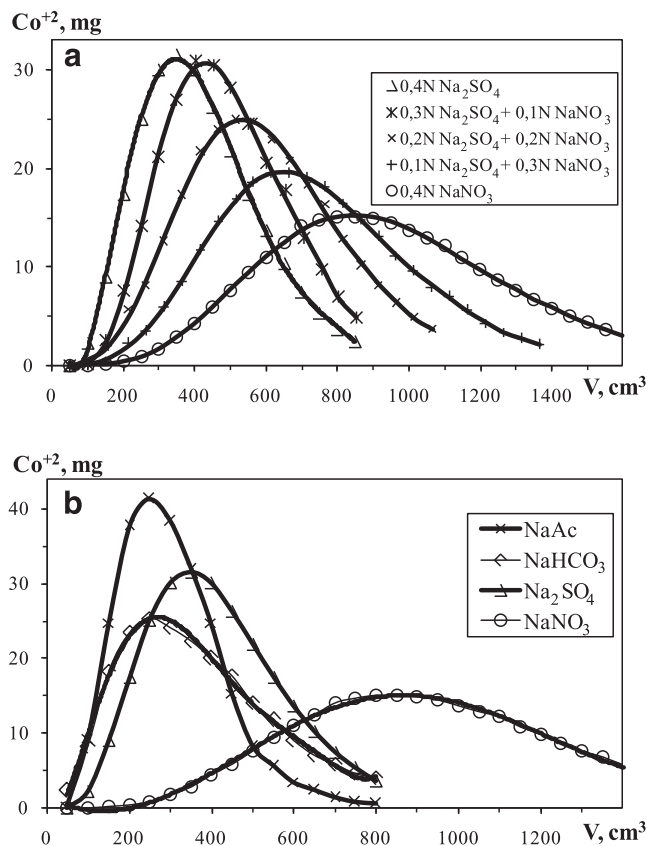 Co+2, mg
a
30
20
10
0
0,4N Na2SO4
0,3N Na2SO4+ 0,1N NaNO3
0,2N Na2SO4+ 0,2N NaNO3
0,1N Na2SO4+ 0,3N NaNO3
0,4N NaNO3
0 200 400 600 800 1000 1200 1400 V, cm3
Co+2, mg
b
40
30
20
10
0
NaAc
NaHCO3
Na2SO4
NaNO3
0 200 400 600 800 1000 1200 V, cm3